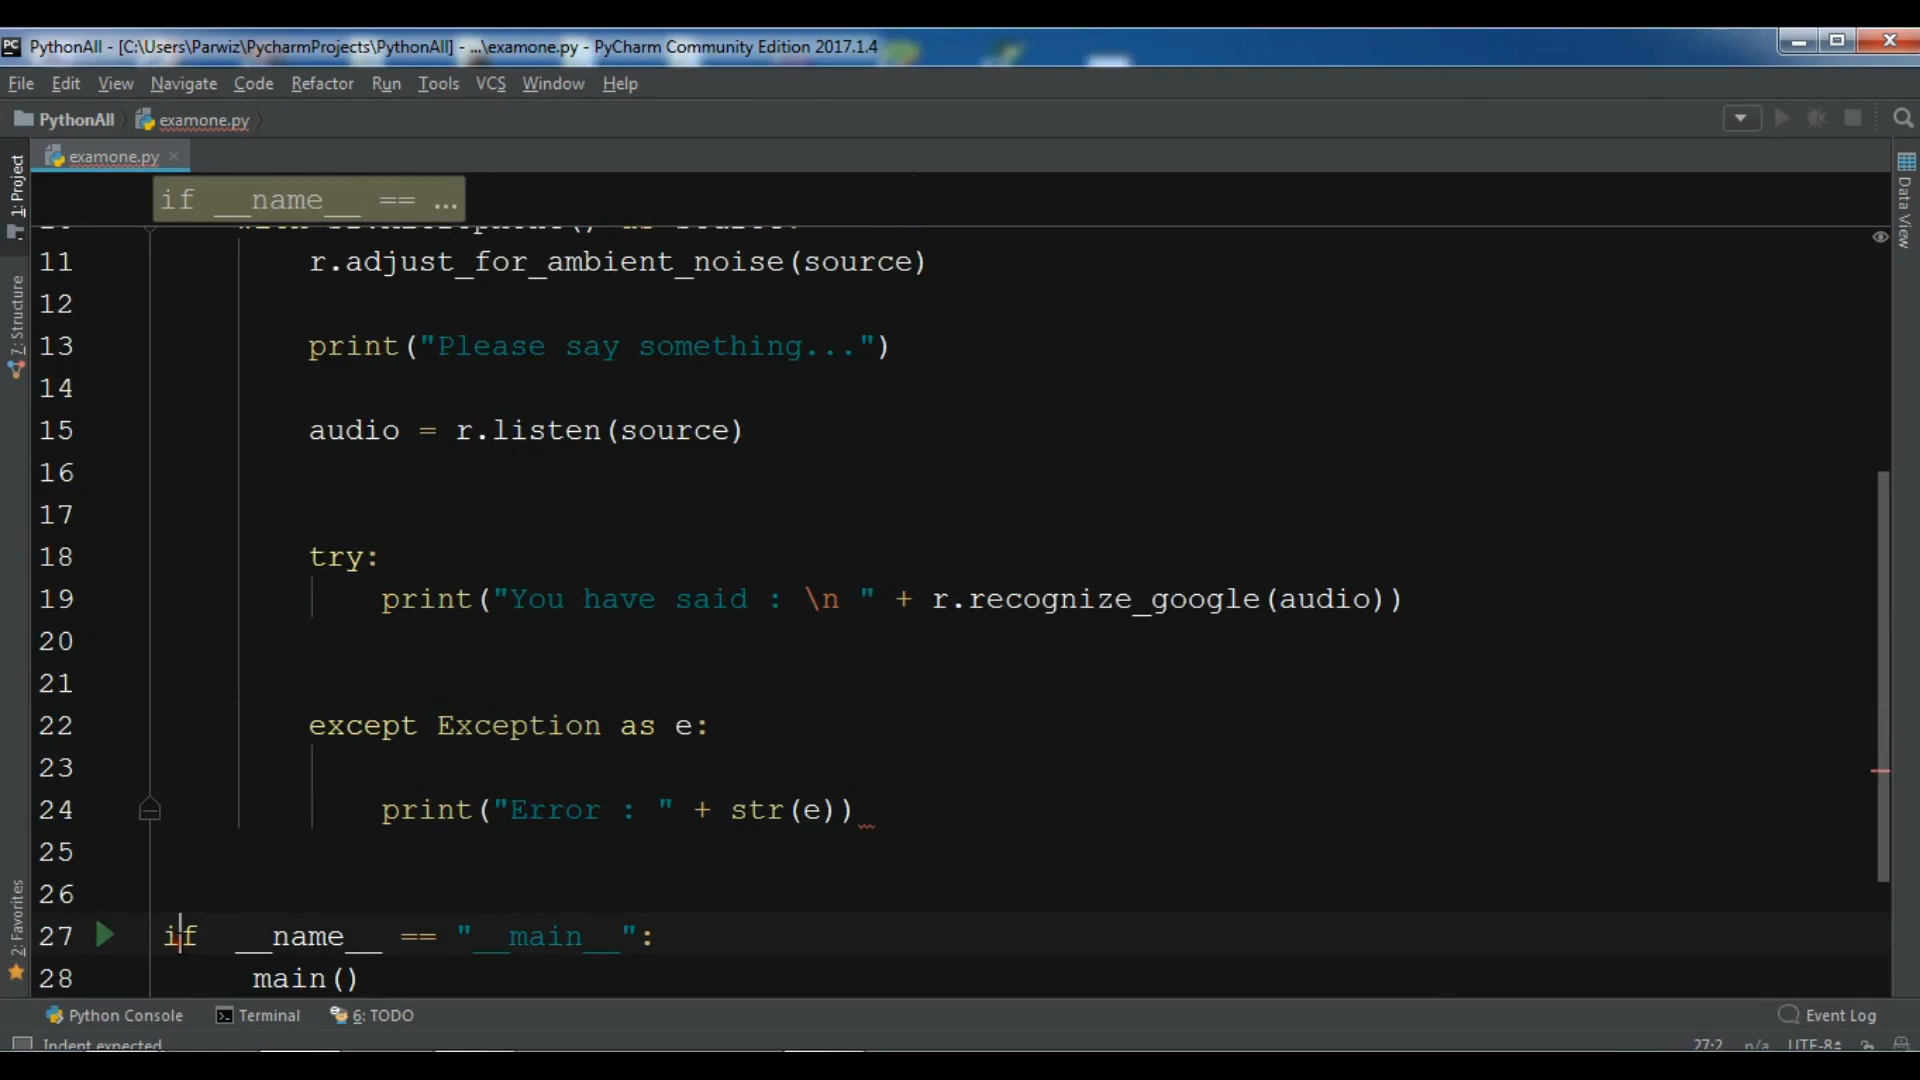 PythonAll - [C:\Users\Parwiz\PycharmProjects\PythonAll] - ...\examone.py - PyCharm Community Edition 2017.1.4
File Edit View Navigate Code Refactor Run Tools VCS Window Help
PythonAll examone.py
examone.py
if __name__ == ...
11 r.adjust_for_ambient_noise(source)
12
13 print("Please say something...")
14
15 audio = r.listen(source)
16
17
18 try:
19 print("You have said : \n " + r.recognize_google(audio))
20
21
22 except Exception as e:
23
24 print("Error : " + str(e))
25
26
27 if __name__ == "__main__":
28 main()
1: Project
7: Structure
2: Favorites
Data View
Python Console Terminal 6: TODO Event Log
Indent expected 27:2 n/a UTF-8